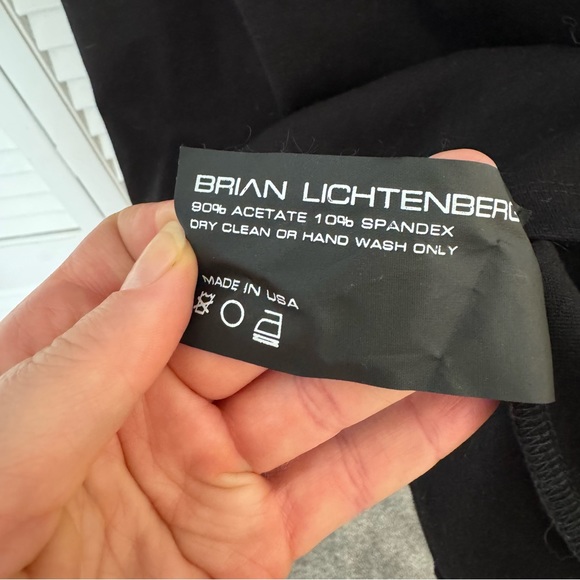 BRIAN LICHTENBERG
90% ACETATE 10% SPANDEX
DRY CLEAN OR HAND WASH ONLY
MADE IN USA